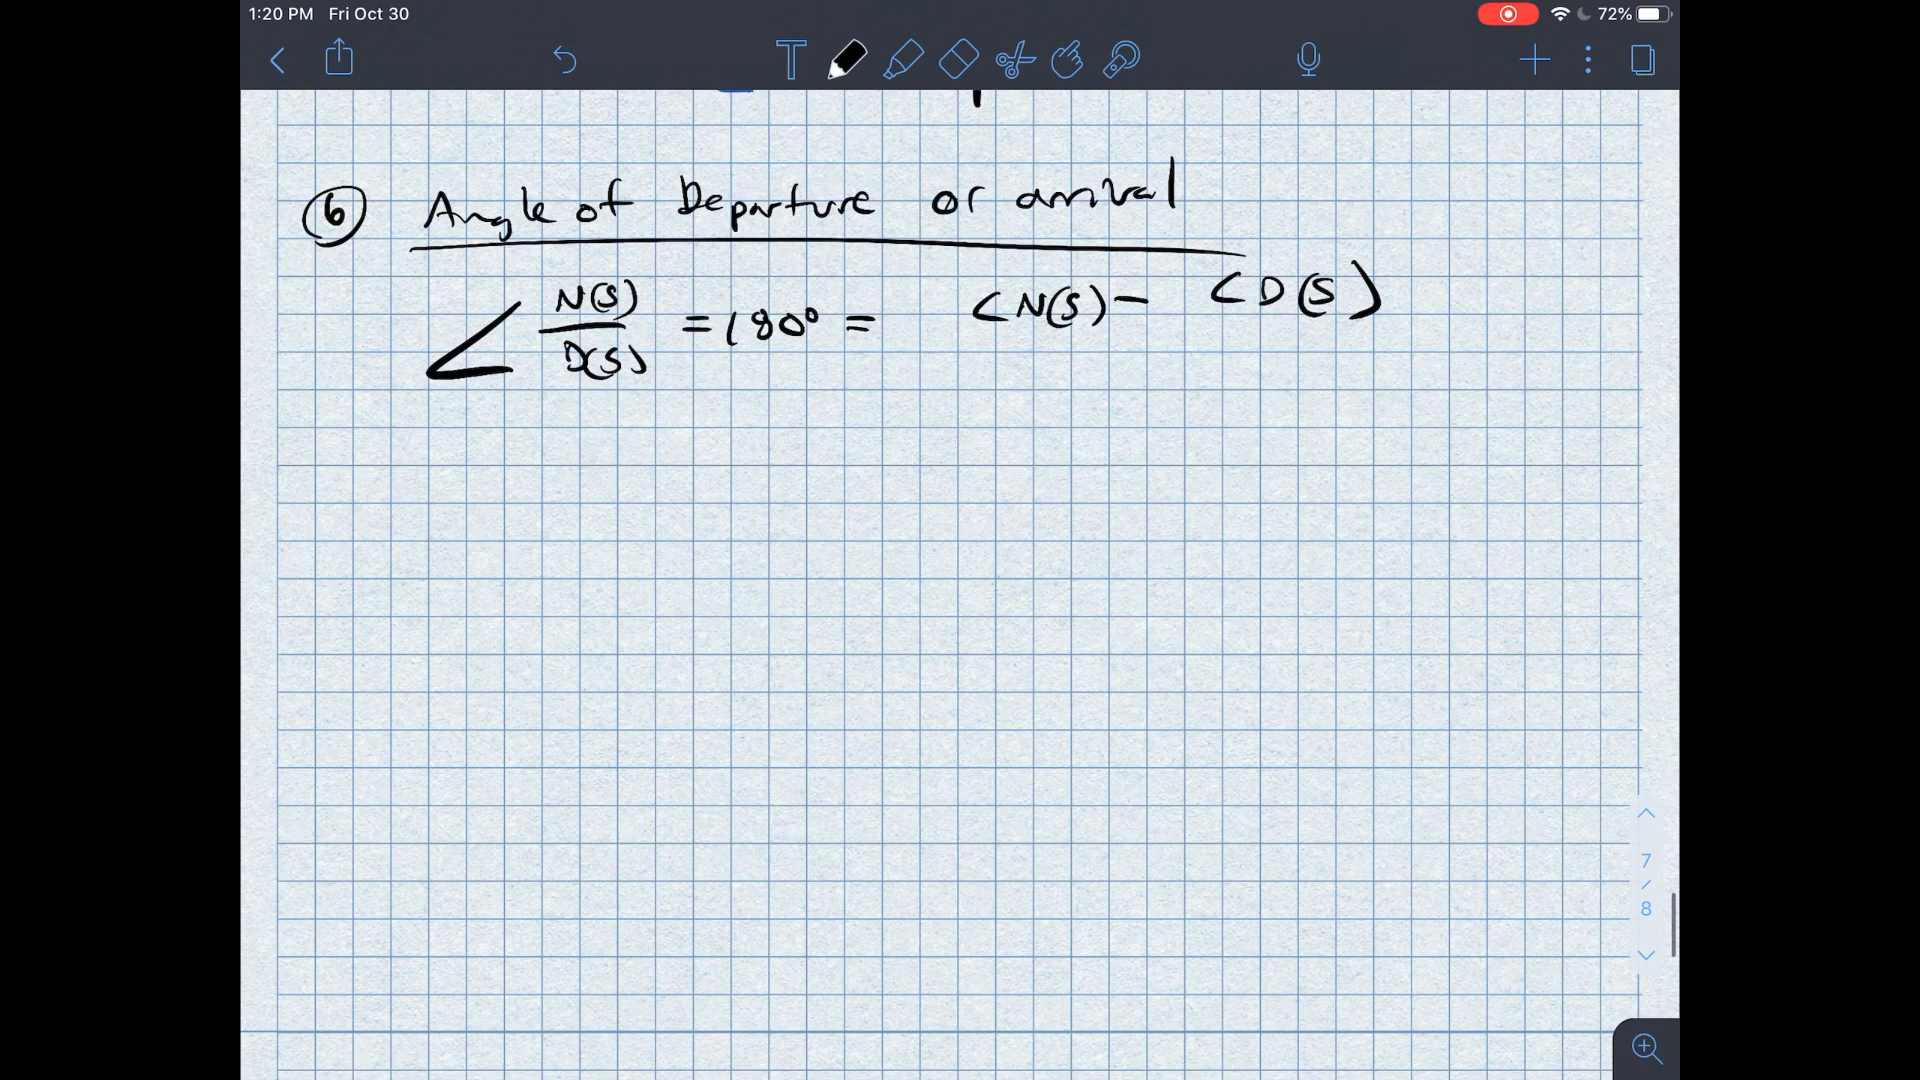 1:20 PM Fri Oct 30 72%
6 Angle of Departure or arrival
∠ N(s)/D(s) = 180° = ∠N(s) - ∠D(s)
7
/
8